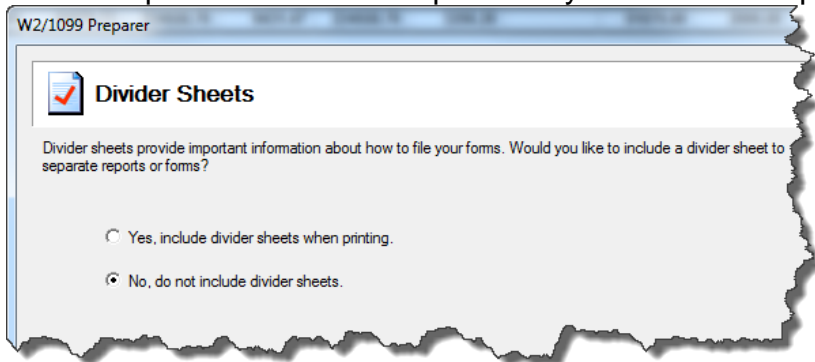 W2/1099 Preparer
Divider Sheets
Divider sheets provide important information about how to file your forms. Would you like to include a divider sheet to
separate reports or forms?
Yes, include divider sheets when printing.
No, do not include divider sheets.